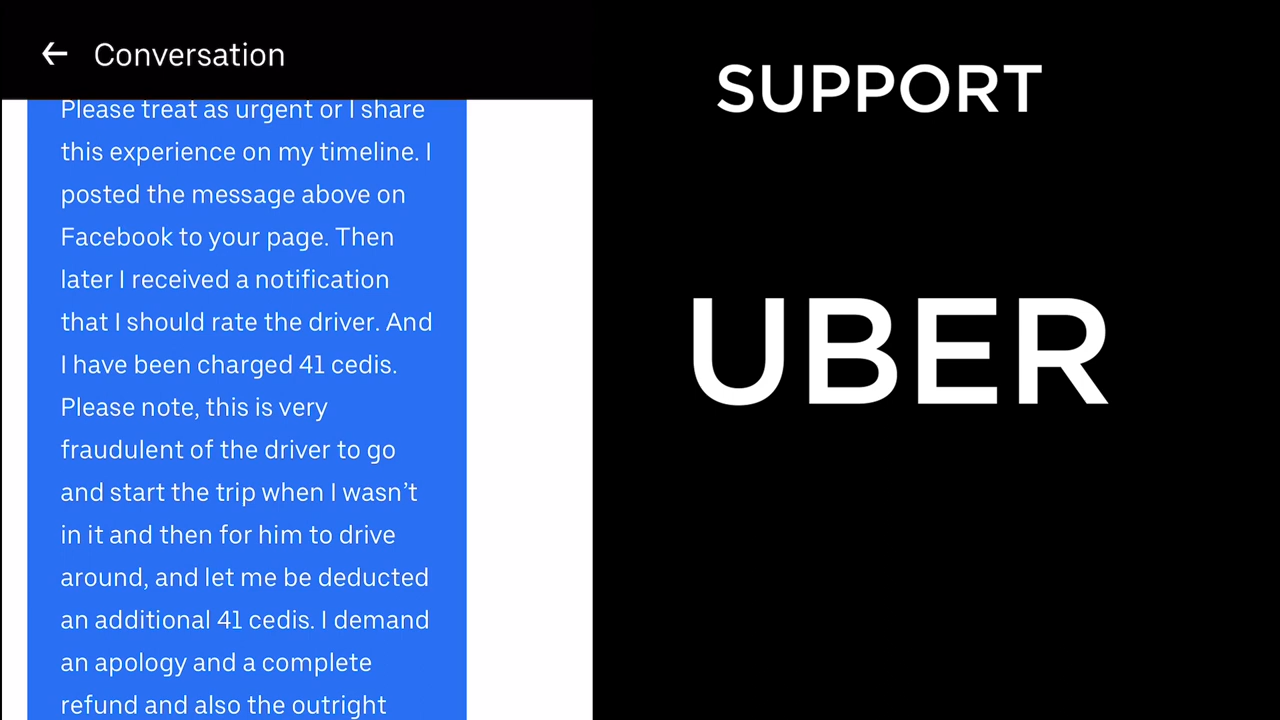 Conversation
Please treat as urgent or I share
this experience on my timeline. I
posted the message above on
Facebook to your page. Then
later I received a notification
that I should rate the driver. And
I have been charged 41 cedis.
Please note, this is very
fraudulent of the driver to go
and start the trip when I wasn’t
in it and then for him to drive
around, and let me be deducted
an additional 41 cedis. I demand
an apology and a complete
refund and also the outright
SUPPORT
UBER